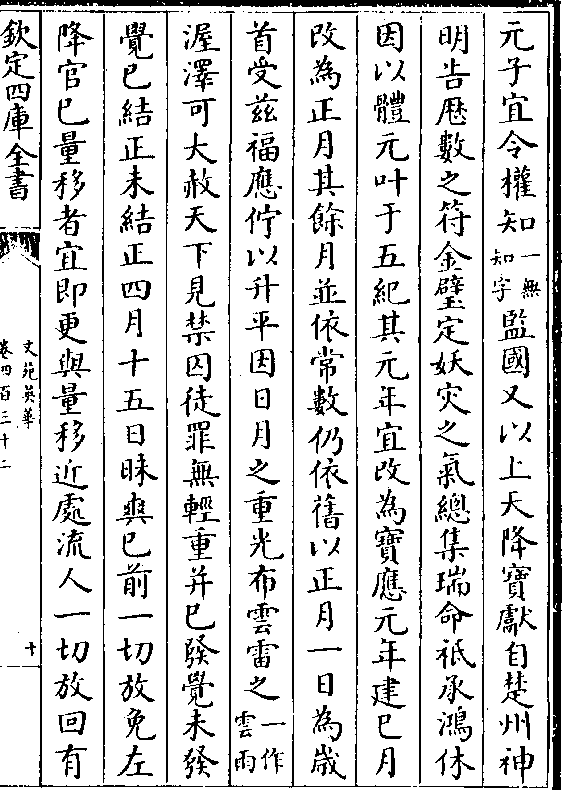 元子宜令權知一無知字監國又以上天降寶獻自楚州神
明告厯數之符金璧定妖灾之氣總集瑞命祗承鴻休
因以體元叶于五紀其元年宜改為寶應元年建巳月
改為正月其餘月並依常數仍依舊以正月一日為歲
首受兹福應佇以升平因日月之重光布雲雷之一作雲雨
渥澤可大赦天下見禁囚徒罪無輕重并已發覺未發
覺已結正未結正四月十五日昧爽已前一切放免左
降官已量移者宜即更與量移近處流人一切放回有
欽定四庫全書
文苑英華
卷四百三十二
十